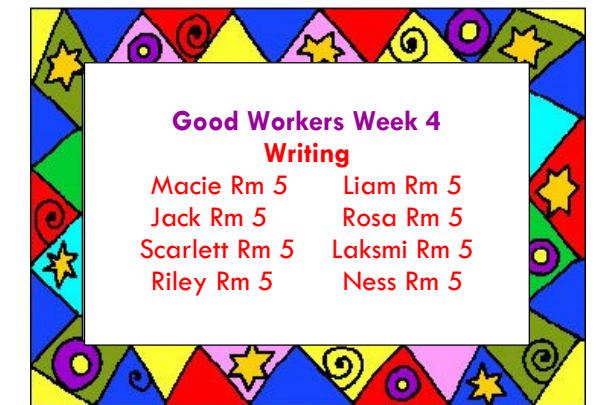 Good Workers Week 4
Writing
Macie Rm 5 Liam Rm 5
Jack Rm 5 Rosa Rm 5
Scarlett Rm 5 Laksmi Rm 5
Riley Rm 5 Ness Rm 5